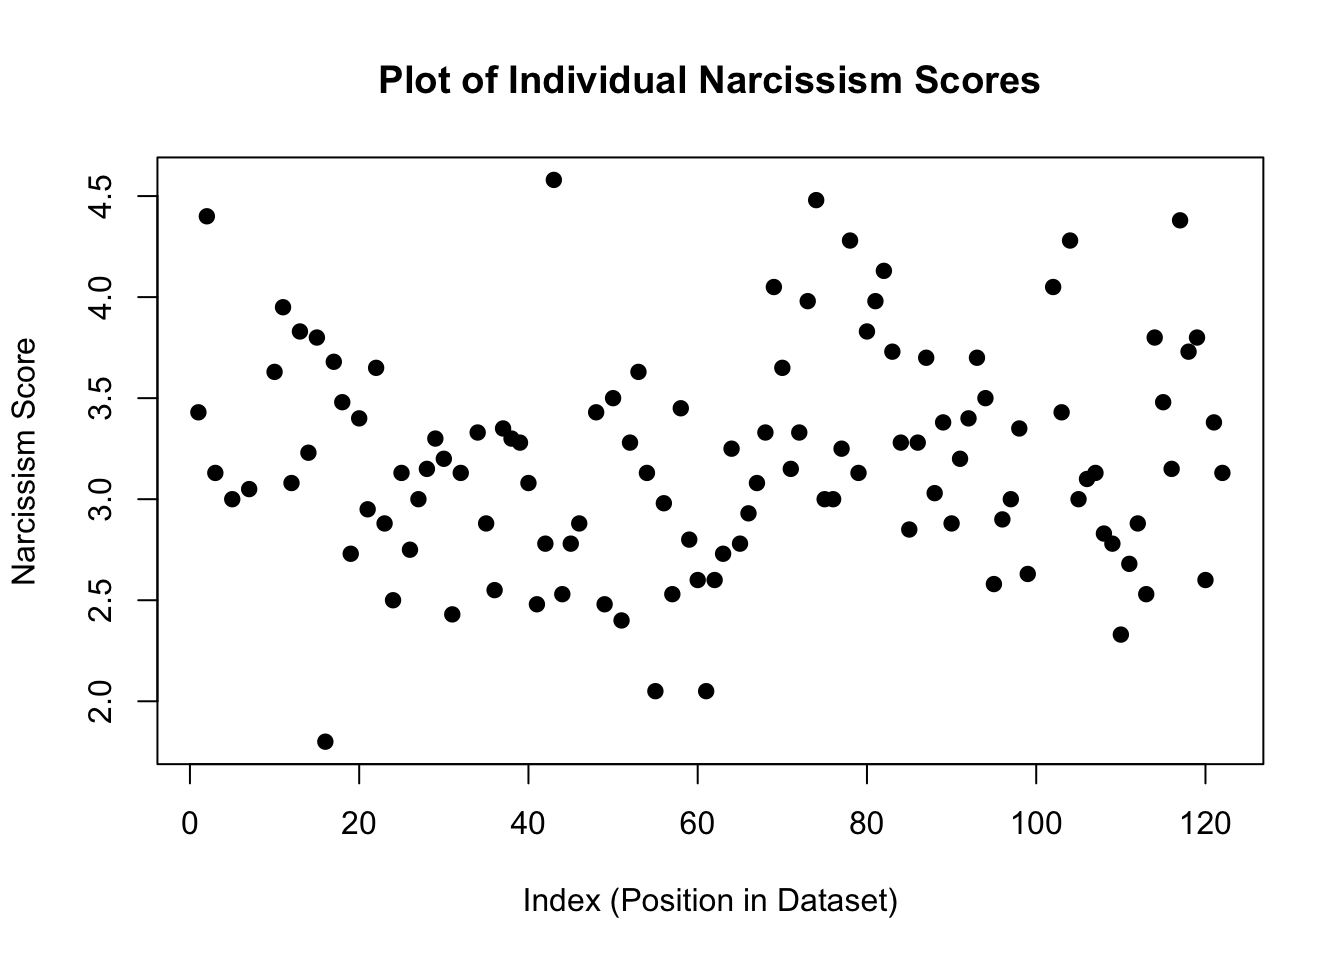 Plot of Individual Narcissism Scores
Narcissism Score
4.5
4.0
3.5
3.0
2.5
2.0
0 20 40 60 80 100 120
Index (Position in Dataset)